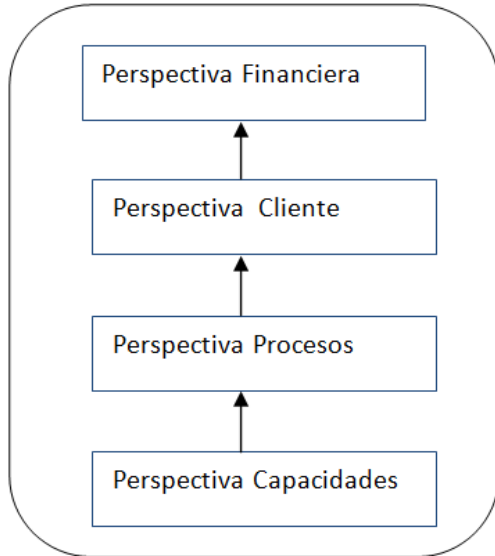 Perspectiva Financiera
Perspectiva Cliente
Perspectiva Procesos
Perspectiva Capacidades